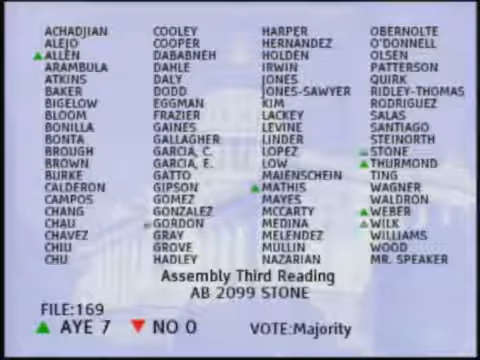 ACHADJIAN COOLEY HARPER OBERNOLTE
ALEJO COOPER HERNANDEZ O'DONNELL
ALLEN DABABNEH HOLDEN OLSEN
ARAMBULA DAHLE IRWIN PATTERSON
ATKINS DALY JONES QUIRK
BAKER DODD JONES-SAWYER RIDLEY-THOMAS
BIGELOW EGGMAN KIM RODRIGUEZ
BLOOM FRAZIER LACKEY SALAS
BONILLA GAINES LEVINE SANTIAGO
BONTA GALLAGHER LINDER STEINORTH
BROUGH GARCIA, C. LOPEZ STONE
BROWN GARCIA, E. LOW THURMOND
BURKE GATTO MAIENSCHEIN TING
CALDERON GIPSON MATHIS WAGNER
CAMPOS GOMEZ MAYES WALDRON
CHANG GONZALEZ MCCARTY WEBER
CHAU GORDON MEDINA WILK
CHAVEZ GRAY MELENDEZ WILLIAMS
CHIU GROVE MULLIN WOOD
CHU HADLEY NAZARIAN MR. SPEAKER
Assembly Third Reading
AB 2099 STONE
FILE:169
AYE 7 NO 0 VOTE:Majority